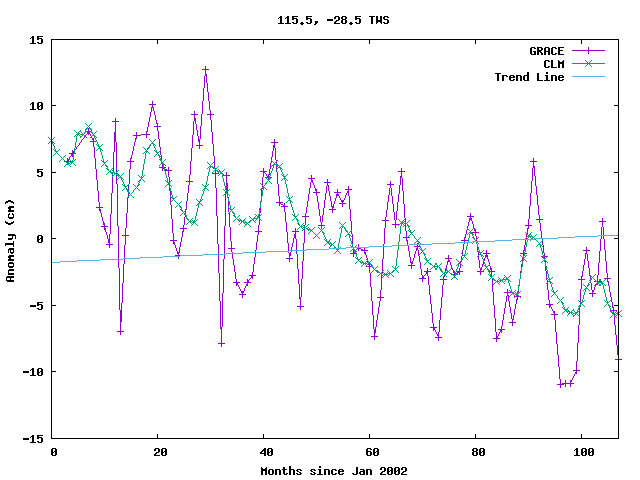 115.5, -28.5 TWS
GRACE
CLM
Trend Line
15
10
5
0
-5
-10
-15
Anomaly (cm)
0 20 40 60 80 100
Months since Jan 2002